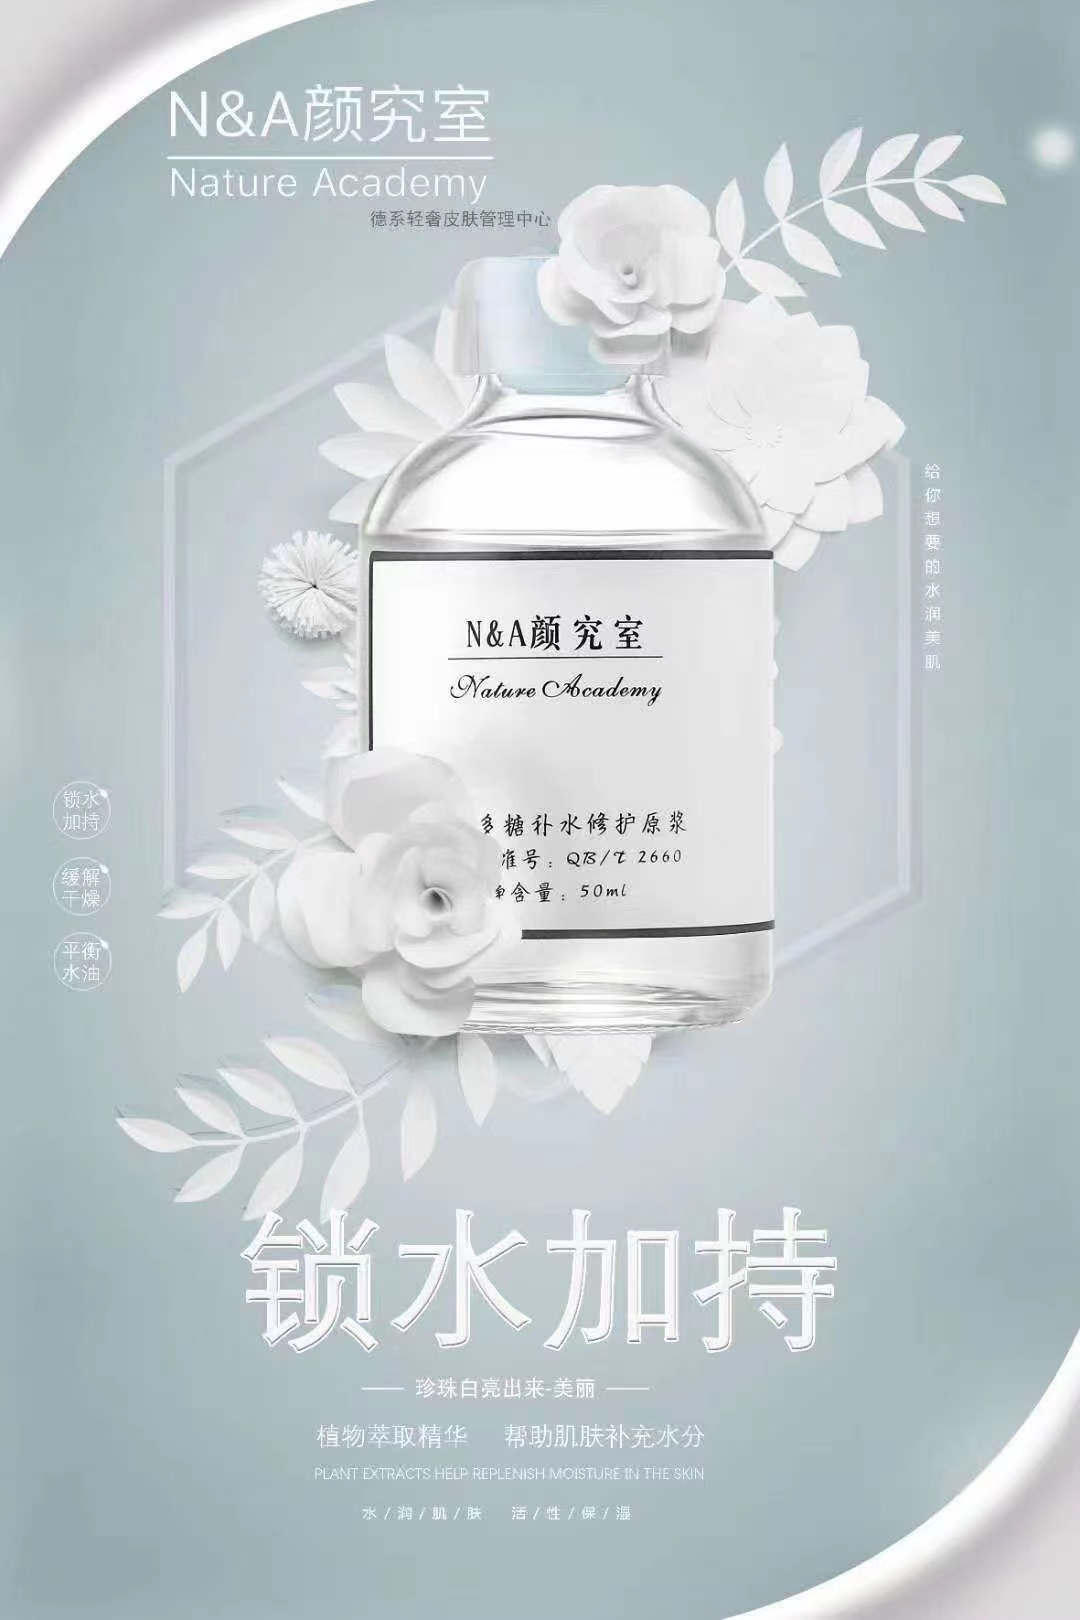 N&A颜究室
Nature Academy
德系轻奢皮肤管理中心
给你想要的水润美肌
N&A颜究室
Nature Academy
糖补水修护原浆
准号：QB/T 2660
含量：50ml
锁水
加持
缓解
干燥
平衡
水油
锁水加持
珍珠白亮出来-美丽
植物萃取精华 帮助肌肤补充水分
PLANT EXTRACTS HELP REPLENISH MOISTURE IN THE SKIN
水/润/肌/肤 活/性/保/湿